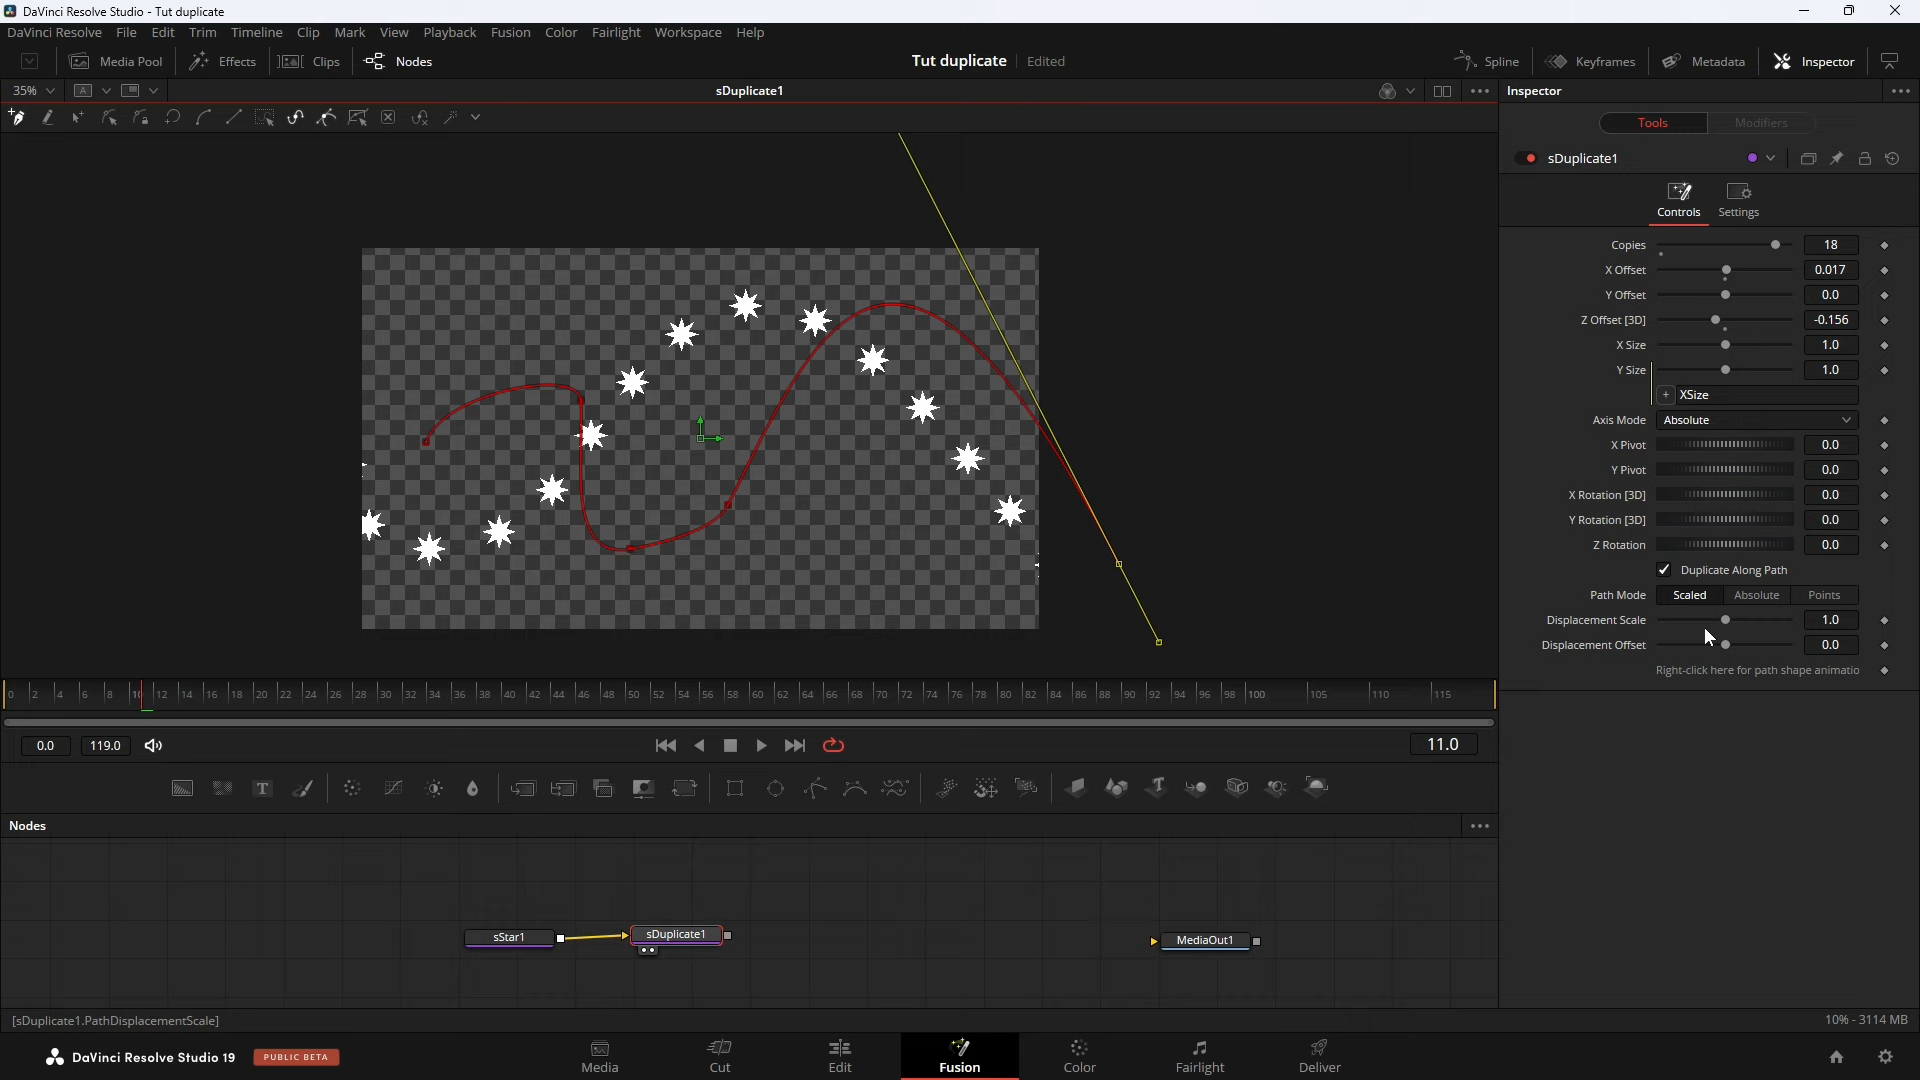 DaVinci Resolve Studio - Tut duplicate
DaVinci Resolve File Edit Trim Timeline Clip Mark View Playback Fusion Color Fairlight Workspace Help
Media Pool Effects Clips Nodes Tut duplicate Edited Spline Keyframes Metadata Inspector
35% A sDuplicate1 Inspector
Tools Modifiers
sDuplicate1
Controls Settings
Copies 18
X Offset 0.017
Y Offset 0.0
Z Offset [3D] -0.156
X Size 1.0
Y Size 1.0
+ XSize
Axis Mode Absolute
X Pivot 0.0
Y Pivot 0.0
X Rotation [3D] 0.0
Y Rotation [3D] 0.0
Z Rotation 0.0
Duplicate Along Path
Path Mode Scaled Absolute Points
Displacement Scale 1.0
Displacement Offset 0.0
Right-click here for path shape animatio
0 2 4 6 8 10 12 14 16 18 20 22 24 26 28 30 32 34 36 38 40 42 44 46 48 50 52 54 56 58 60 62 64 66 68 70 72 74 76 78 80 82 84 86 88 90 92 94 96 98 100 105 110 115
0.0 119.0 11.0
T T
Nodes
sStar1 sDuplicate1 MediaOut1
[sDuplicate1.PathDisplacementScale] 10% - 3114 MB
DaVinci Resolve Studio 19 PUBLIC BETA Media Cut Edit Fusion Color Fairlight Deliver